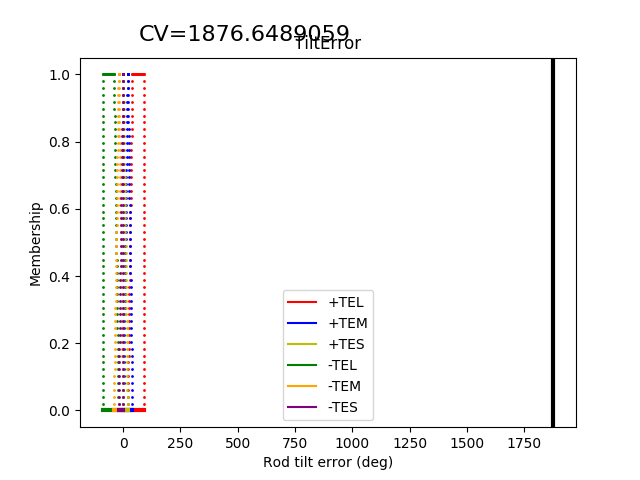 CV=1876.6489059
TiltError
1.0
0.8
0.6
0.4
0.2
0.0
Membership
+TEL
+TEM
+TES
-TEL
-TEM
-TES
0 250 500 750 1000 1250 1500 1750
Rod tilt error (deg)